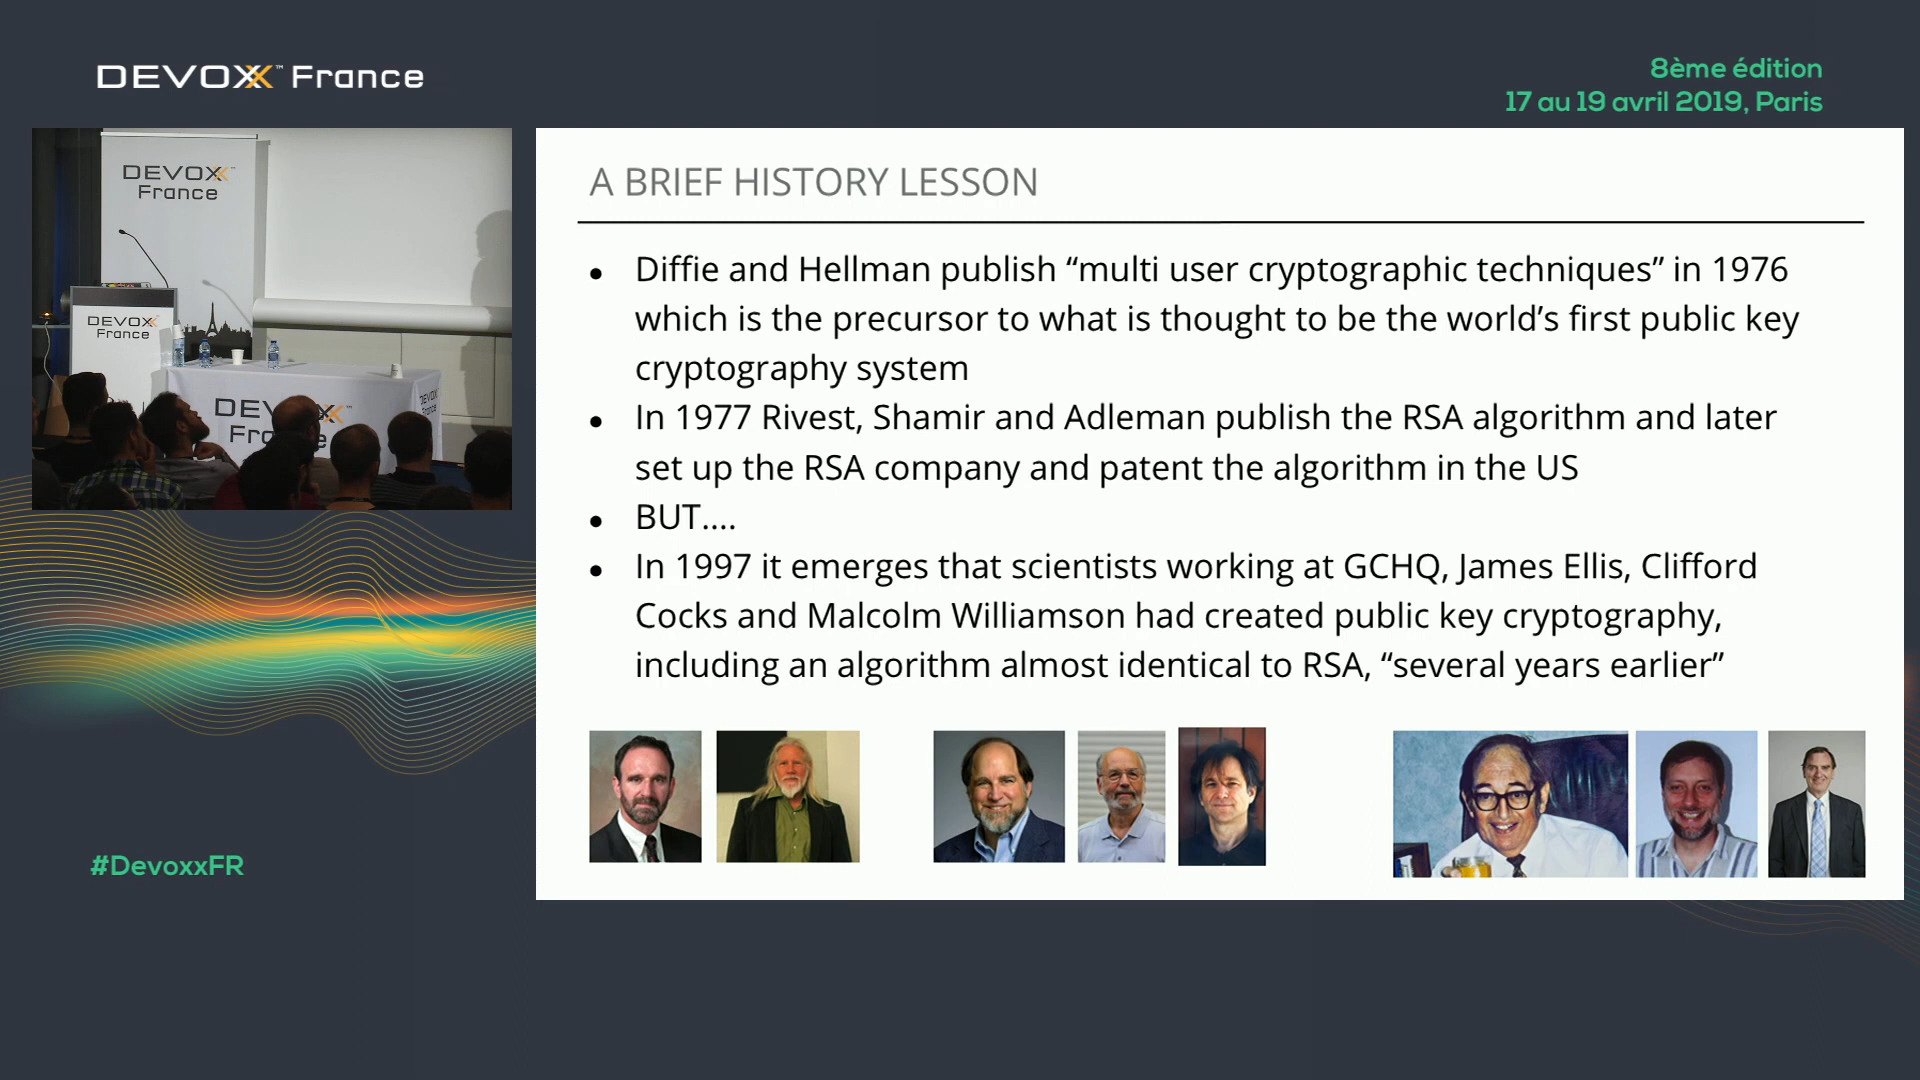 DEVOXX™ France
8ème édition
17 au 19 avril 2019, Paris
DEVOXX™
France
DEVOXX
France
DEVOXX™
France
DEVOXX
France
A BRIEF HISTORY LESSON
• Diffie and Hellman publish “multi user cryptographic techniques” in 1976
which is the precursor to what is thought to be the world’s first public key
cryptography system
• In 1977 Rivest, Shamir and Adleman publish the RSA algorithm and later
set up the RSA company and patent the algorithm in the US
• BUT....
• In 1997 it emerges that scientists working at GCHQ, James Ellis, Clifford
Cocks and Malcolm Williamson had created public key cryptography,
including an algorithm almost identical to RSA, “several years earlier”
#DevoxxFR